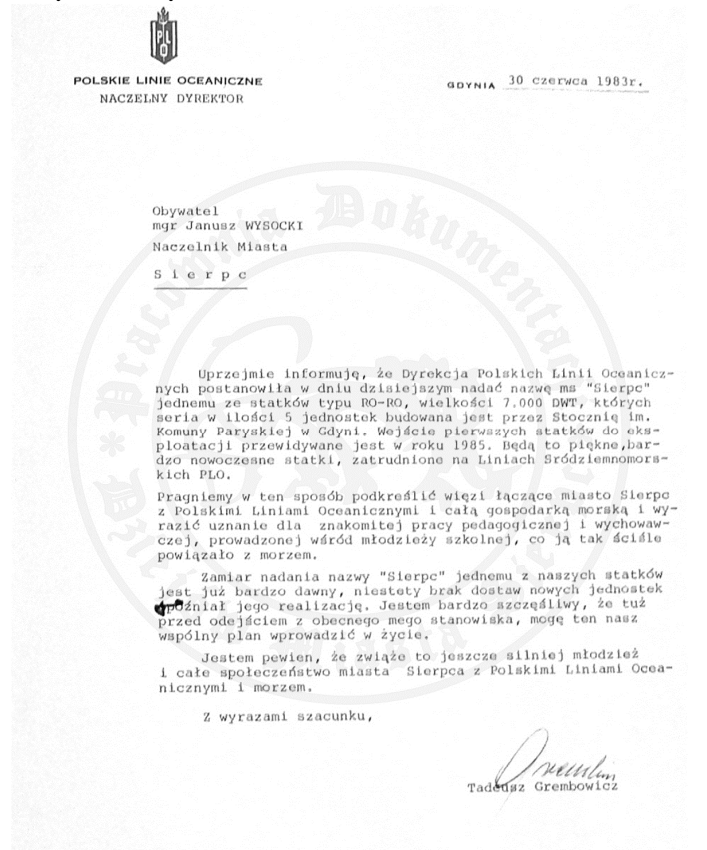 PLO
POLSKIE LINIE OCEANICZNE
NACZELNY DYREKTOR
GDYNIA 30 czerwca 1983r.
Obywatel
mgr Janusz WYSOCKI
Naczelnik Miasta
S i e r p c
Uprzejmie informuję, że Dyrekcja Polskich Linii Oceanicz-
nych postanowiła w dniu dzisiejszym nadać nazwę ms "Sierpc"
jednemu ze statków typu RO-RO, wielkości 7.000 DWT, których
seria w ilości 5 jednostek budowana jest przez Stocznię im.
Komuny Paryskiej w Gdyni. Wejście pierwszych statków do eks-
ploatacji przewidywane jest w roku 1985. Będą to piękne,bar-
dzo nowoczesne statki, zatrudnione na Liniach Sródziemnomors-
kich PLO.
Pragniemy w ten sposób podkreślić więzi łączące miasto Sierpc
z Polskimi Liniami Oceanicznymi i całą gospodarką morską i wy-
razić uznanie dla znakomitej pracy pedagogicznej i wychowaw-
czej, prowadzonej wśród młodzieży szkolnej, co ją tak ściśle
powiązało z morzem.
Zamiar nadania nazwy "Sierpc" jednemu z naszych statków
jest już bardzo dawny, niestety brak dostaw nowych jednostek
opóźniał jego realizację. Jestem bardzo szczęśliwy, że tuż
przed odejściem z obecnego mego stanowiska, mogę ten nasz
wspólny plan wprowadzić w życie.
Jestem pewien, że zwiąże to jeszcze silniej młodzież
i całe społeczeństwo miasta Sierpca z Polskimi Liniami Ocea-
nicznymi i morzem.
Z wyrazami szacunku,
Tadeusz Grembowicz
Pracownia Dokumentacji Dziejów Miasta